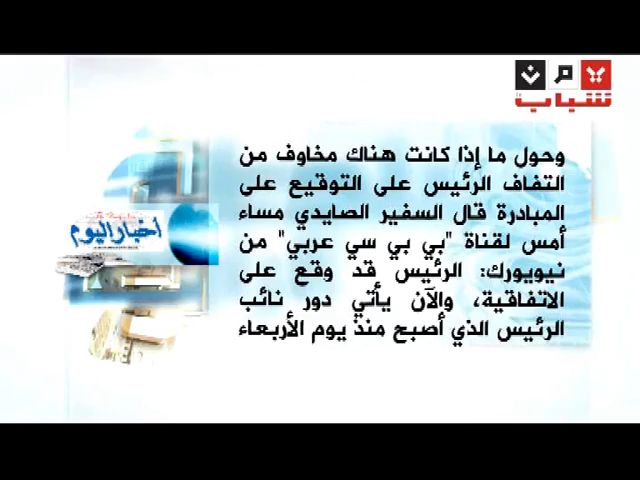 يمن
شباب
وحول ما إذا كانت هناك مخاوف من
التفاف الرئيس على التوقيع على
المبادرة قال السفير الصايدي مساء
أمس لقناة "بي بي سي عربي" من
نيويورك: الرئيس قد وقع على
الاتفاقية، والآن يأتي دور نائب
الرئيس الذي أصبح منذ يوم الأربعاء
أخبار اليوم